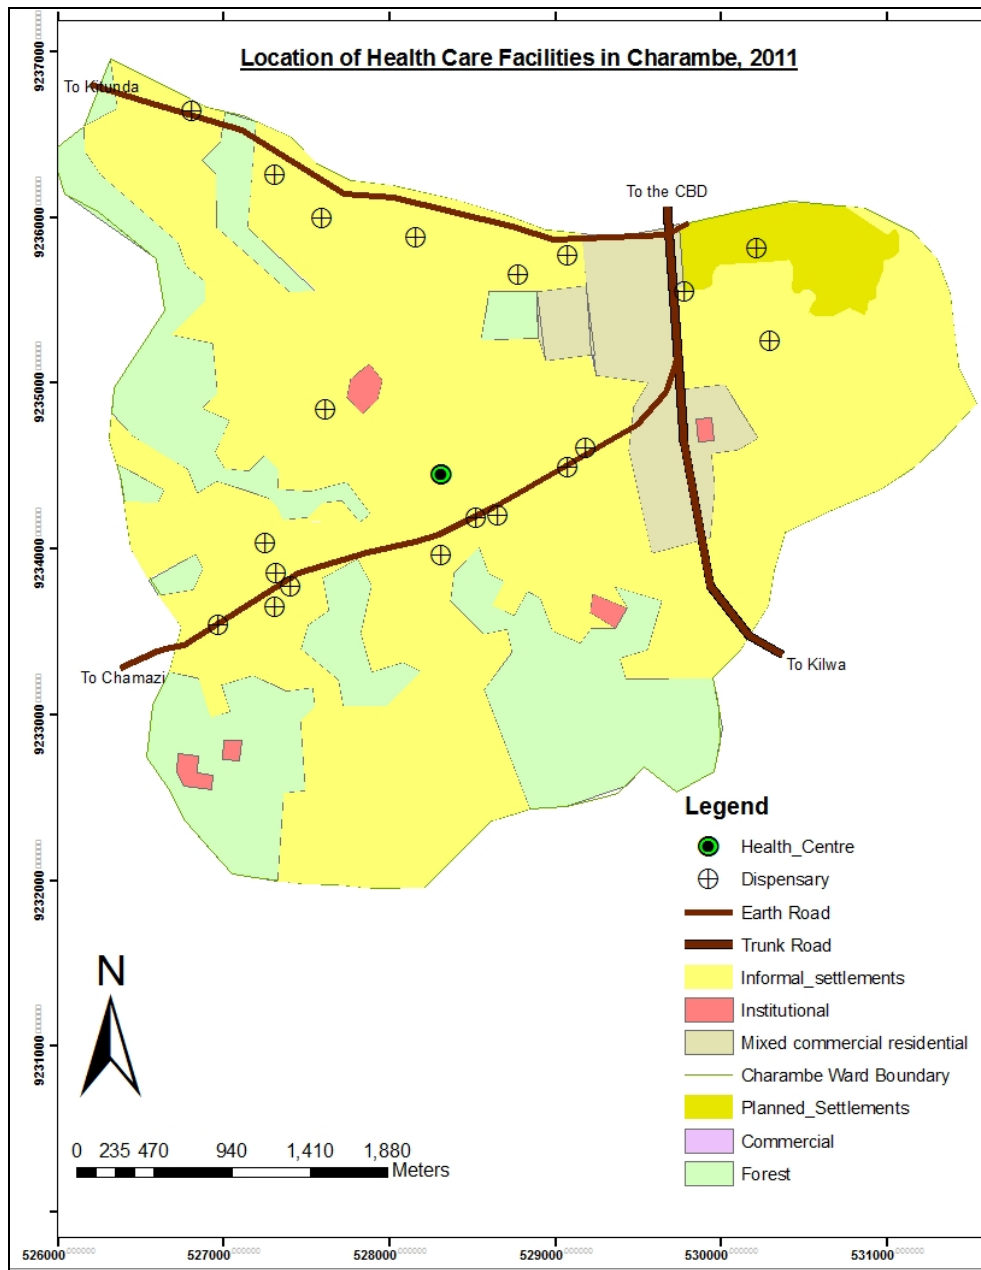 Location of Health Care Facilities in Charambe, 2011
To Kitunda
To the CBD
To Chamazi
To Kilwa
9237000
9236000
9235000
9234000
9233000
9232000
9231000
Legend
Health_Centre
Dispensary
Earth Road
Trunk Road
Informal_settlements
Institutional
Mixed commercial residential
Charambe Ward Boundary
Planned_Settlements
Commercial
Forest
N
0 235 470 940 1,410 1,880
Meters
526000 527000 528000 529000 530000 531000